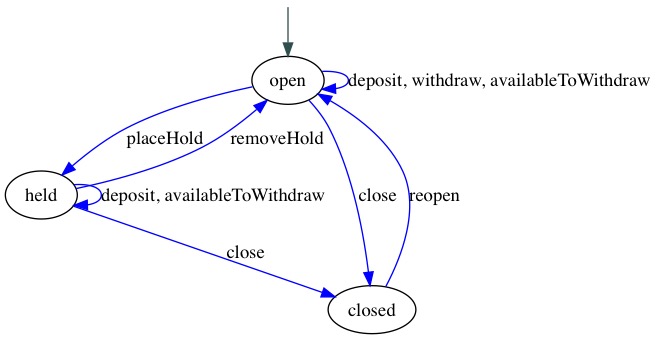 open
deposit, withdraw, availableToWithdraw
placeHold
removeHold
held
deposit, availableToWithdraw
close
reopen
close
closed